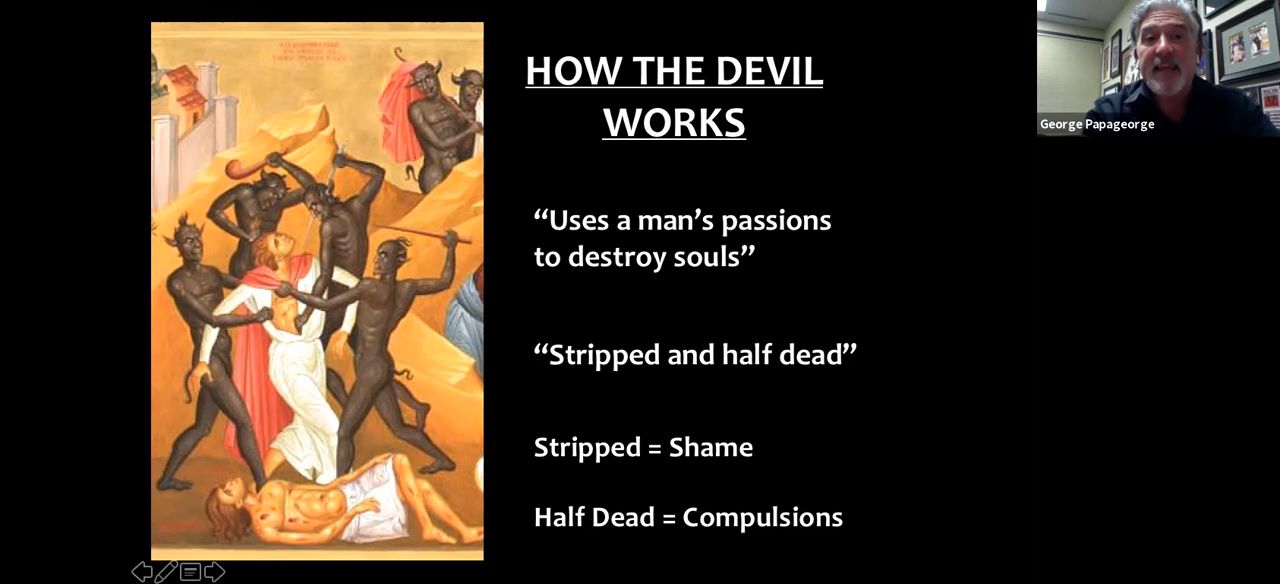 HOW THE DEVIL
WORKS
“Uses a man’s passions
to destroy souls”
“Stripped and half dead”
Stripped = Shame
Half Dead = Compulsions
George Papageorge